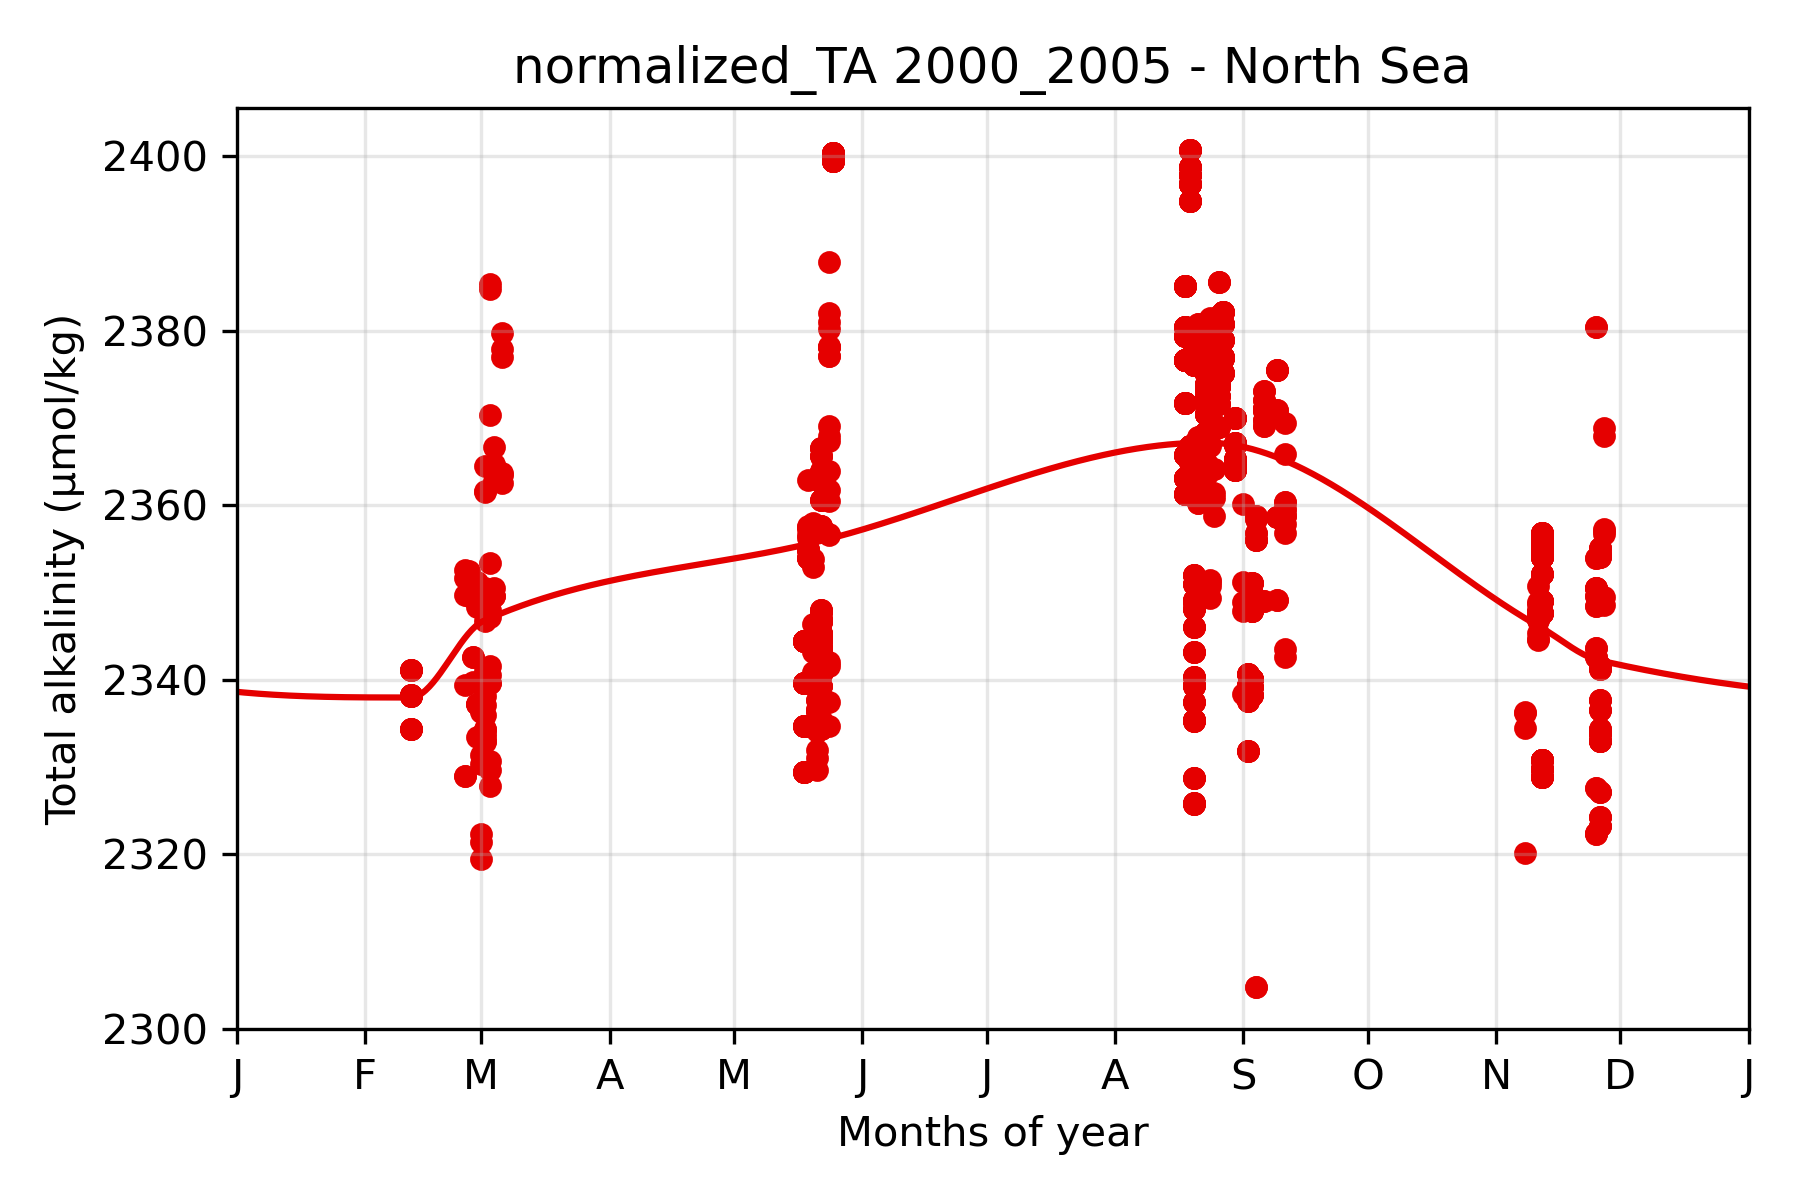 normalized_TA 2000_2005 - North Sea
Total alkalinity (μmol/kg)
2400
2380
2360
2340
2320
2300
J F M A M J J A S O N D J
Months of year